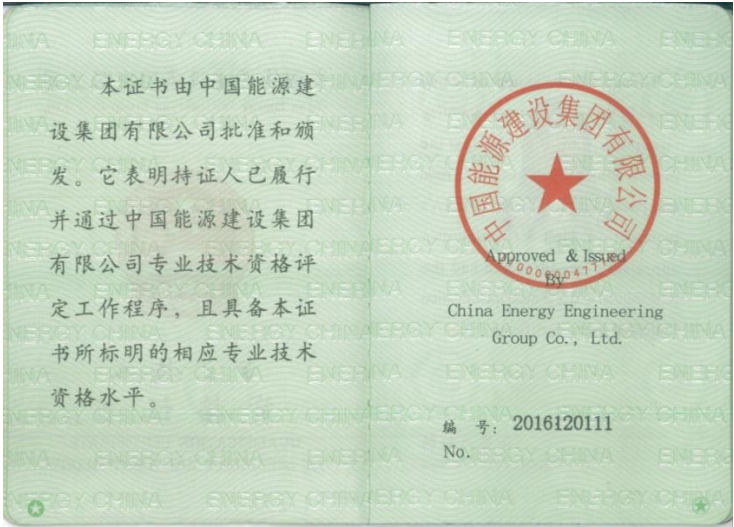 本证书由中国能源建
设集团有限公司批准和颁
发。它表明持证人已履行
并通过中国能源建设集团
有限公司专业技术资格评
定工作程序，且具备本证
书所标明的相应专业技术
资格水平。
中国能源建设集团有限公司
Approved & Issued
By
China Energy Engineering
Group Co., Ltd.
编 号: 2016120111
No.
ENERGY CHINA